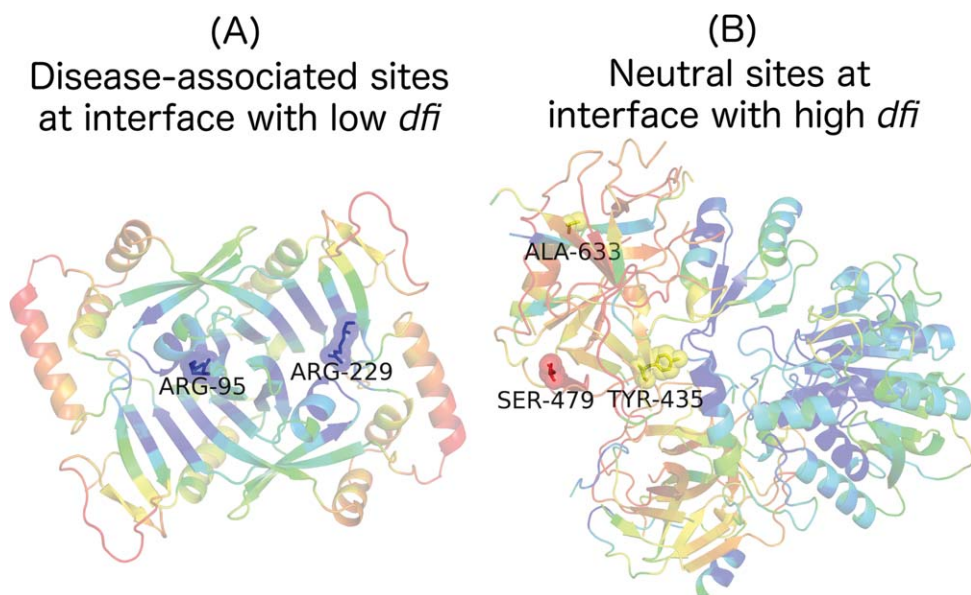 (A)
Disease-associated sites
at interface with low dfi
(B)
Neutral sites at
interface with high dfi
ARG-95
ARG-229
ALA-633
SER-479
TYR-435